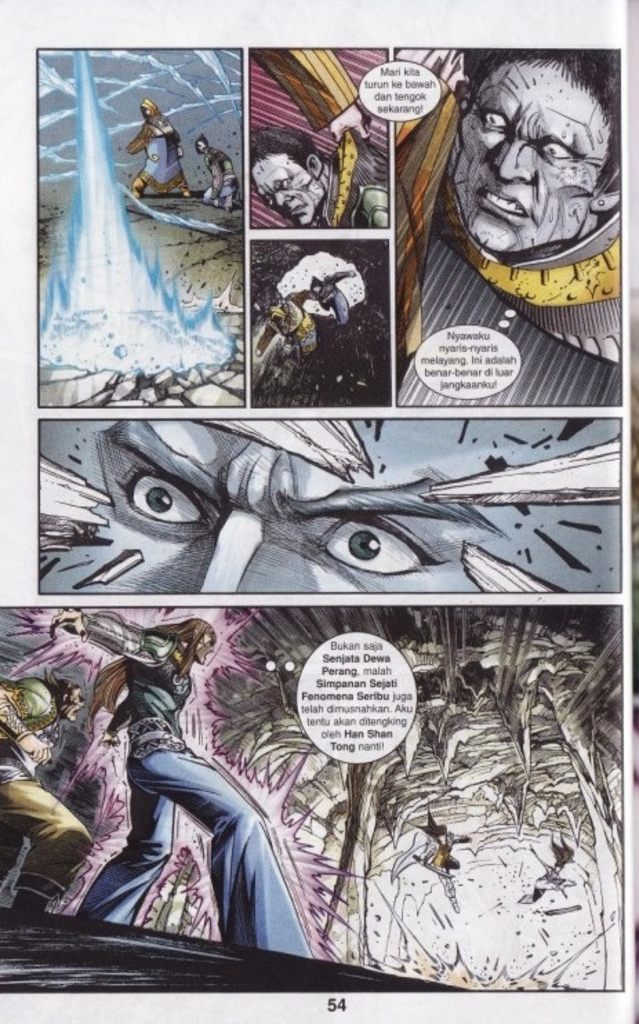 Mari kita
turun ke bawah
dan tengok
sekarang!
Nyawaku
nyaris-nyaris
melayang. Ini adalah
benar-benar di luar
jangkaanku!
Bukan saja
Senjata Dewa
Perang, malah
Simpanan Sejati
Fenomena Seribu juga
telah dimusnahkan. Aku
tentu akan ditengking
oleh Han Shan
Tong nanti!
54